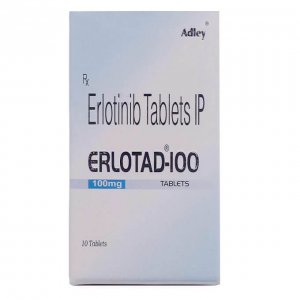 Adley
Rx
Erlotinib Tablets IP
ERLOTAD®-100
100mg
TABLETS
10 Tablets